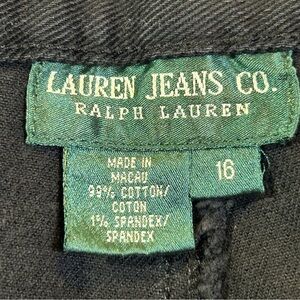 LAUREN JEANS CO.
RALPH LAUREN
MADE IN
MACAU
99% COTTON/
COTON
1% SPANDEX/
SPANDEX
16